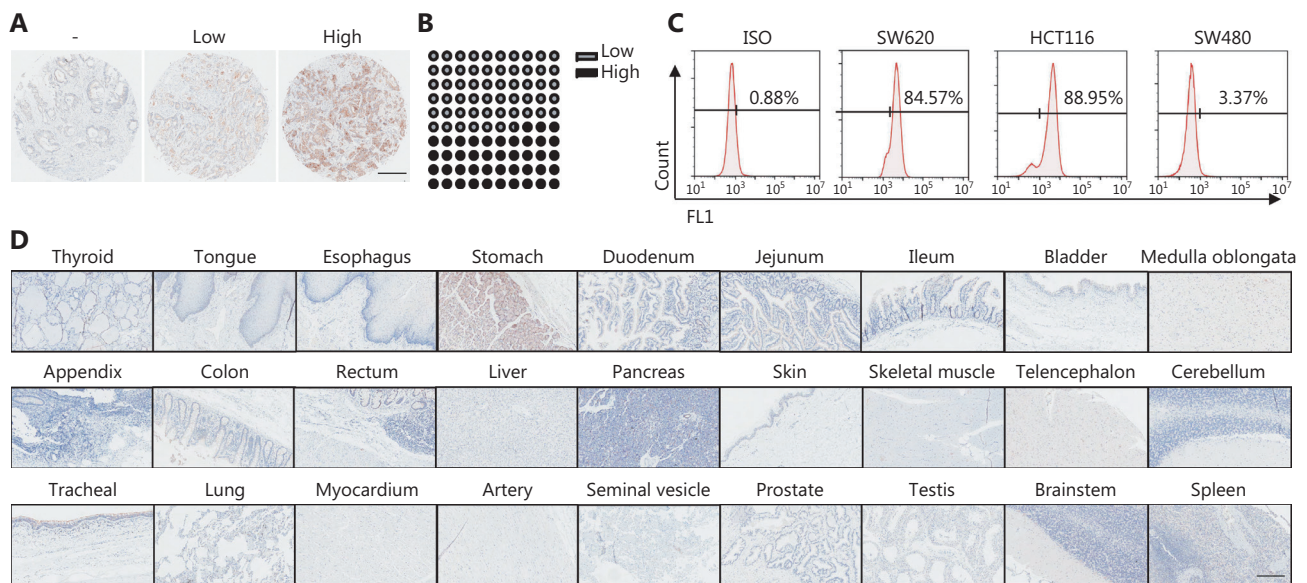 A
- Low High
B
Low
High
C
ISO SW620 HCT116 SW480
0.88% 84.57% 88.95% 3.37%
Count
10¹ 10³ 10⁵ 10⁷ 10¹ 10³ 10⁵ 10⁷ 10¹ 10³ 10⁵ 10⁷ 10¹ 10³ 10⁵ 10⁷
FL1
D
Thyroid Tongue Esophagus Stomach Duodenum Jejunum Ileum Bladder Medulla oblongata
Appendix Colon Rectum Liver Pancreas Skin Skeletal muscle Telencephalon Cerebellum
Tracheal Lung Myocardium Artery Seminal vesicle Prostate Testis Brainstem Spleen